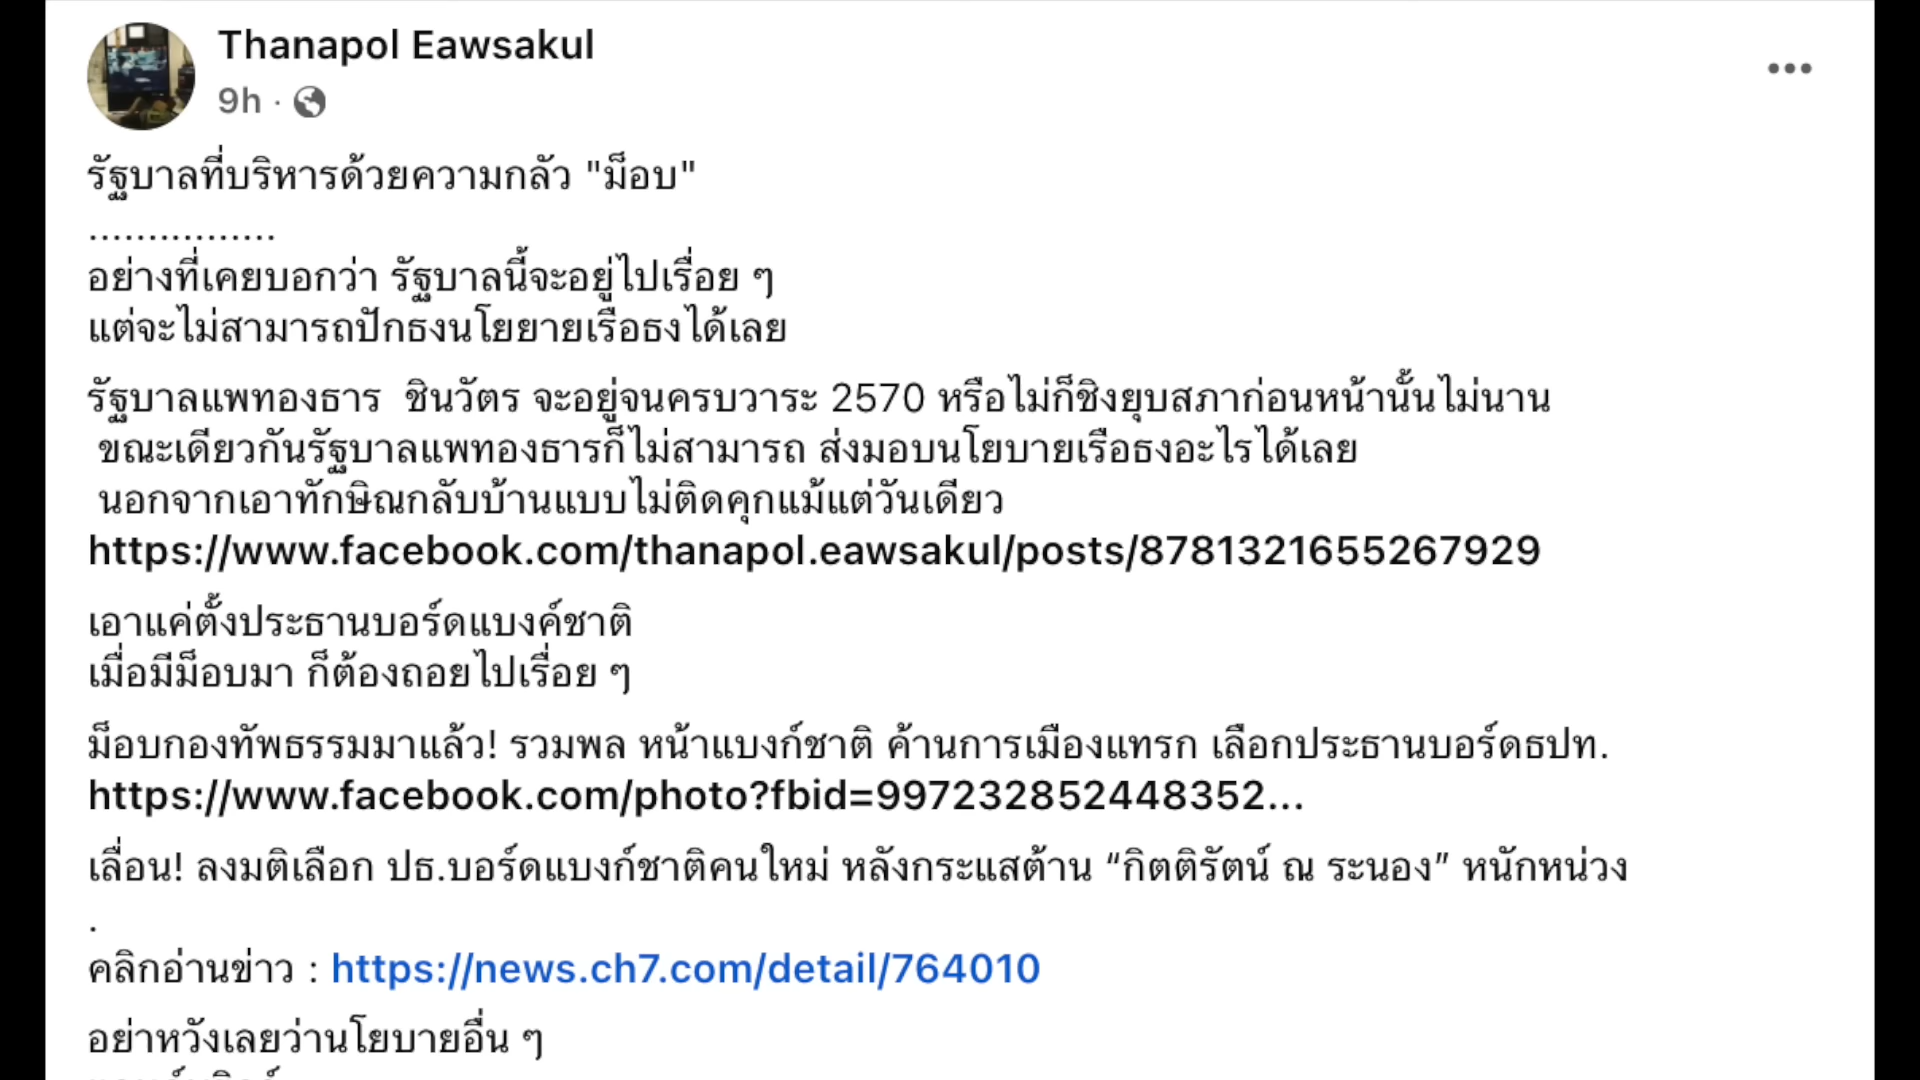 Thanapol Eawsakul
9h ·
รัฐบาลที่บริหารด้วยความกลัว "ม็อบ"
................
อย่างที่เคยบอกว่า รัฐบาลนี้จะอยู่ไปเรื่อย ๆ
แต่จะไม่สามารถปักธงนโยยายเรือธงได้เลย
รัฐบาลแพทองธาร ชินวัตร จะอยู่จนครบวาระ 2570 หรือไม่ก็ชิงยุบสภาก่อนหน้านั้นไม่นาน
ขณะเดียวกันรัฐบาลแพทองธารก็ไม่สามารถ ส่งมอบนโยบายเรือธงอะไรได้เลย
นอกจากเอาทักษิณกลับบ้านแบบไม่ติดคุกแม้แต่วันเดียว
https://www.facebook.com/thanapol.eawsakul/posts/8781321655267929
เอาแค่ตั้งประธานบอร์ดแบงค์ชาติ
เมื่อมีม็อบมา ก็ต้องถอยไปเรื่อย ๆ
ม็อบกองทัพธรรมมาแล้ว! รวมพล หน้าแบงก์ชาติ ค้านการเมืองแทรก เลือกประธานบอร์ดธปท.
https://www.facebook.com/photo?fbid=997232852448352...
เลื่อน! ลงมติเลือก ปธ.บอร์ดแบงก์ชาติคนใหม่ หลังกระแสต้าน “กิตติรัตน์ ณ ระนอง” หนักหน่วง
.
คลิกอ่านข่าว : https://news.ch7.com/detail/764010
อย่าหวังเลยว่านโยบายอื่น ๆ